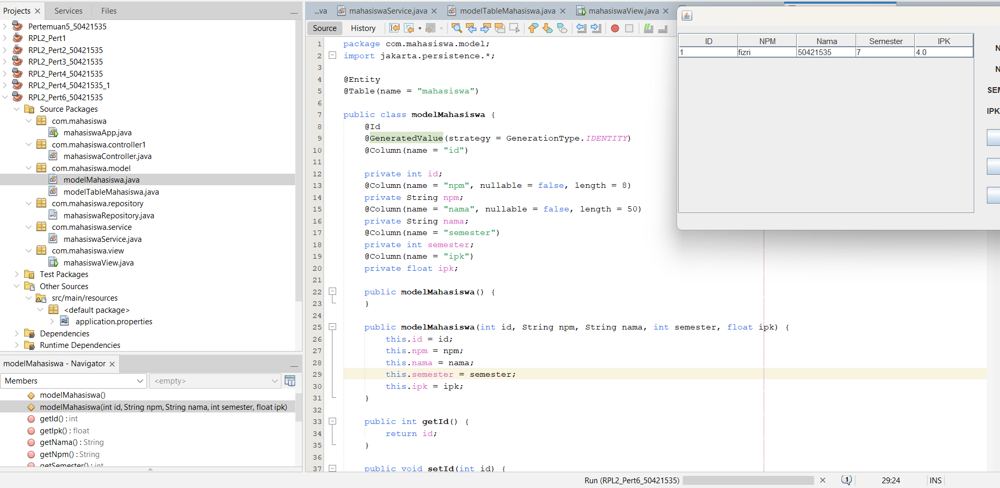 Projects
Services
Files
Pertemuan5_50421535
RPL2_Pert1
RPL2_Pert2_50421535
RPL2_Pert3_50421535
RPL2_Pert4_50421535
RPL2_Pert4_50421535_1
RPL2_Pert6_50421535
Source Packages
com.mahasiswa
mahasiswaApp.java
com.mahasiswa.controller1
mahasiswaController.java
com.mahasiswa.model
modelMahasiswa.java
modelTableMahasiswa.java
com.mahasiswa.repository
mahasiswaRepository.java
com.mahasiswa.service
mahasiswaService.java
com.mahasiswa.view
mahasiswaView.java
Test Packages
Other Sources
src/main/resources
<default package>
application.properties
Dependencies
Runtime Dependencies
modelMahasiswa - Navigator
Members
<empty>
modelMahasiswa()
modelMahasiswa(int id, String npm, String nama, int semester, float ipk)
getId() : int
getIpk() : float
getNama() : String
getNpm() : String
getSemester() : int
...va
mahasiswaService.java
modelTableMahasiswa.java
mahasiswaView.java
Source
History
1 package com.mahasiswa.model;
2 import jakarta.persistence.*;
3
4 @Entity
5 @Table(name = "mahasiswa")
6
7 public class modelMahasiswa {
8 @Id
9 @GeneratedValue(strategy = GenerationType.IDENTITY)
10 @Column(name = "id")
11
12 private int id;
13 @Column(name = "npm", nullable = false, length = 8)
14 private String npm;
15 @Column(name = "nama", nullable = false, length = 50)
16 private String nama;
17 @Column(name = "semester")
18 private int semester;
19 @Column(name = "ipk")
20 private float ipk;
21
22 public modelMahasiswa() {
23 }
24
25 public modelMahasiswa(int id, String npm, String nama, int semester, float ipk) {
26 this.id = id;
27 this.npm = npm;
28 this.nama = nama;
29 this.semester = semester;
30 this.ipk = ipk;
31 }
32
33 public int getId() {
34 return id;
35 }
36
37 public void setId(int id) {
ID NPM Nama Semester IPK
1 fizri 50421535 7 4.0
N
N
SEM
IPK
Run (RPL2_Pert6_50421535)
1
29:24
INS